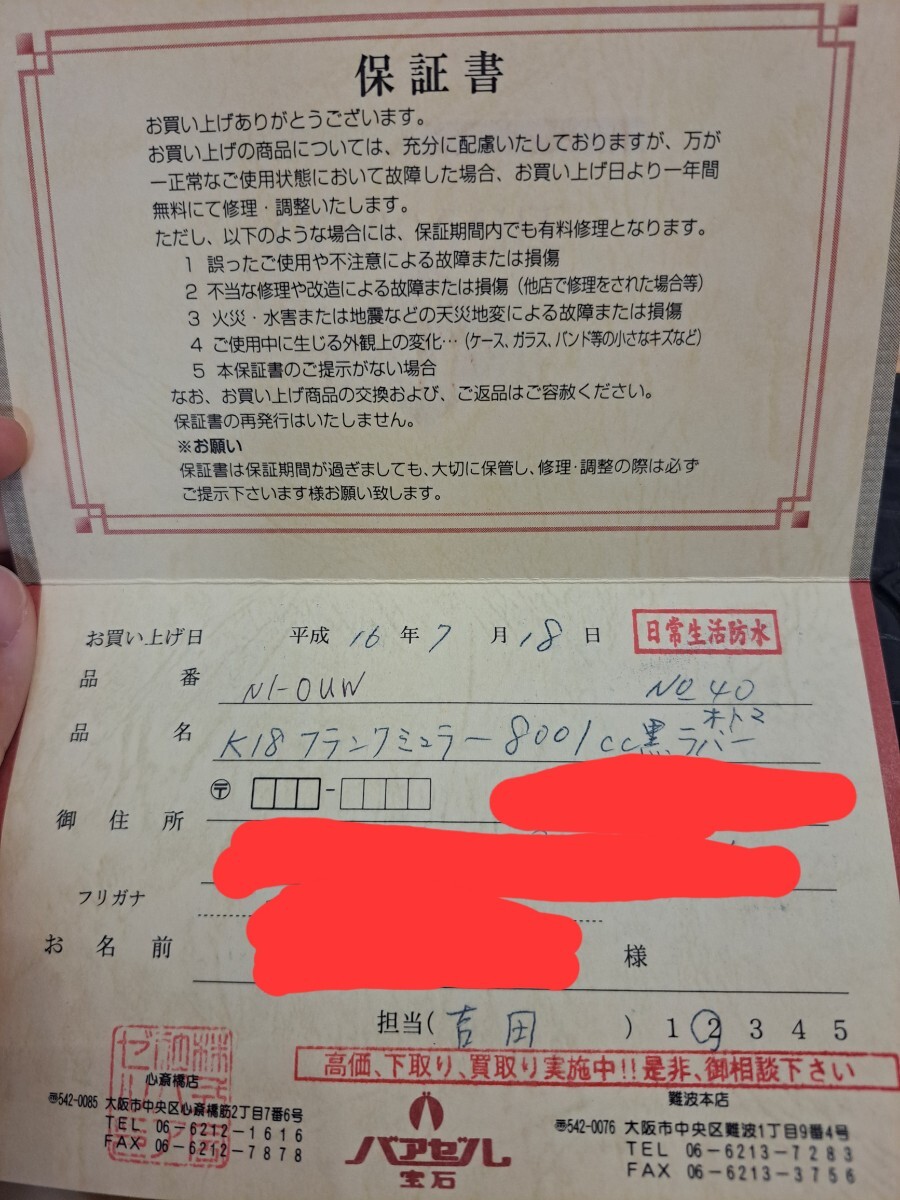 保証書
お買い上げありがとうございます。
お買い上げの商品については、充分に配慮いたしておりますが、万が
一正常なご使用状態において故障した場合、お買い上げ日より一年間
無料にて修理・調整いたします。
ただし、以下のような場合には、保証期間内でも有料修理となります。
1 誤ったご使用や不注意による故障または損傷
2 不当な修理や改造による故障または損傷(他店で修理をされた場合等)
3 火災・水害または地震などの天災地変による故障または損傷
4 ご使用中に生じる外観上の変化…(ケース、ガラス、バンド等の小さなキズなど)
5 本保証書のご提示がない場合
なお、お買い上げ商品の交換および、ご返品はご容赦ください。
保証書の再発行はいたしません。
※お願い
保証書は保証期間が過ぎましても、大切に保管し、修理・調整の際は必ず
ご提示下さいます様お願い致します。
お買い上げ日 平成 16 年 7 月 18 日 日常生活防水
品番 N1-OUW No 40
品名 K18 フランクミュラー 8001 cc 黒 ラバー
〒 -
御住所
フリガナ
お名前 様
担当( 吉田 ) 1 2 3 4 5
高価、下取り、買取り実施中!!是非、御相談下さい
心斎橋店
〒542-0085 大阪市中央区心斎橋筋2丁目7番6号
TEL 06-6212-1616
FAX 06-6212-7878
バアゼル
宝石
難波本店
〒542-0076 大阪市中央区難波1丁目9番4号
TEL 06-6213-7283
FAX 06-6213-3756